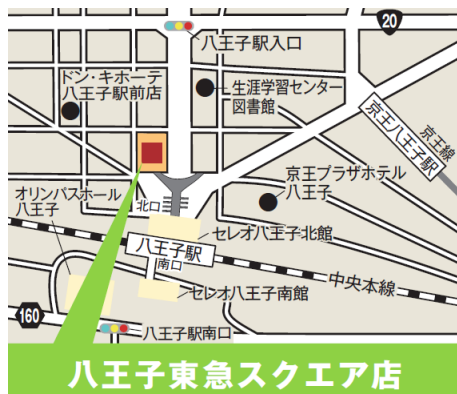 20
八王子駅入口
ドン・キホーテ
八王子駅前店
生涯学習センター
図書館
京王八王子駅
京王線
京王プラザホテル
八王子
オリンパスホール
八王子
北口
セレオ八王子北館
八王子駅
南口
中央本線
セレオ八王子南館
160
八王子駅南口
八王子東急スクエア店